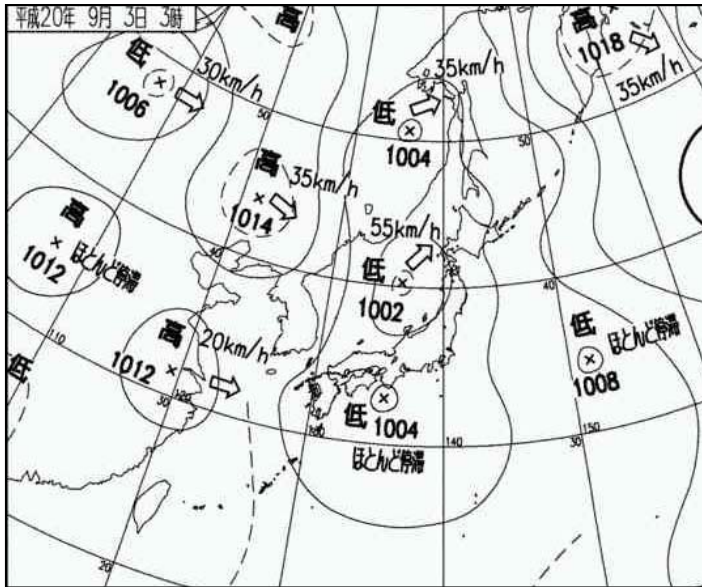 平成20年 9月 3日 3時
高
高
1018
35km/h
低
1006
30km/h
50
35km/h
低
1004
50
高
1014
35km/h
高
1012
ほとんど停滞
40
55km/h
低
1002
40
低
1008
ほとんど停滞
110
高
1012
20km/h
低
30
120
低
1004
ほとんど停滞
130
140
30
150
20